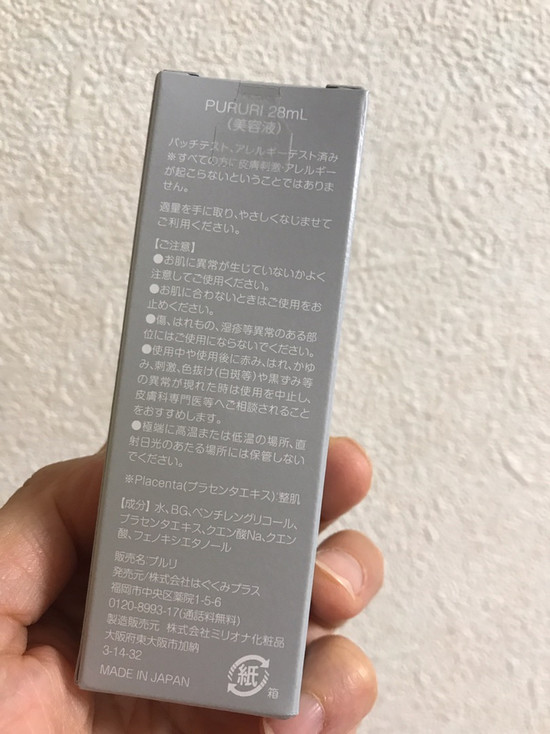 PURURI 28mL
(美容液)
パッチテスト、アレルギーテスト済み
※すべての方に皮膚刺激・アレルギー
が起こらないということではありま
せん。
適量を手に取り、やさしくなじませて
ご利用ください。
【ご注意】
●お肌に異常が生じていないかよく
注意してご使用ください。
●お肌に合わないときはご使用をお
止めください。
●傷、はれもの、湿疹等異常のある部
位にはご使用にならないでください。
●使用中や使用後に赤み、はれ、かゆ
み、刺激、色抜け(白斑等)や黒ずみ等
の異常が現れた時は使用を中止し、
皮膚科専門医等へご相談されること
をおすすめします。
●極端に高温または低温の場所、直
射日光のあたる場所には保管しない
でください。
※Placenta(プラセンタエキス):整肌
【成分】水、BG、ペンチレングリコール、
プラセンタエキス、クエン酸Na、クエン
酸、フェノキシエタノール
販売名:プルリ
発売元/株式会社はぐくみプラス
福岡市中央区薬院1-5-6
0120-8993-17(通話料無料)
製造販売元 株式会社ミリオナ化粧品
大阪府東大阪市加納
3-14-32
MADE IN JAPAN
紙
箱